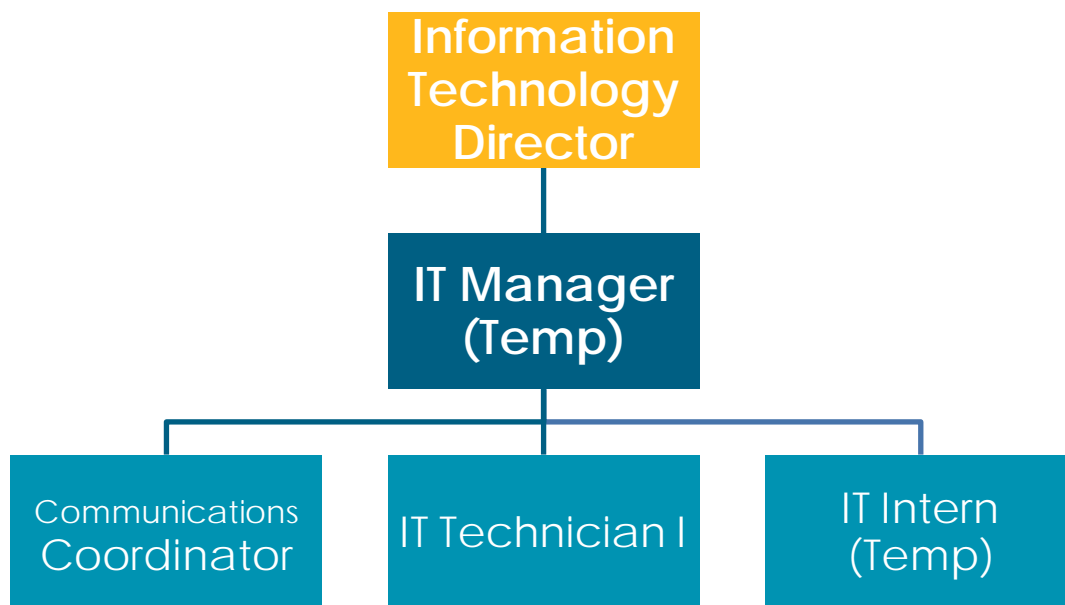 Information
Technology
Director
IT Manager
(Temp)
Communications
Coordinator
IT Technician I
IT Intern
(Temp)